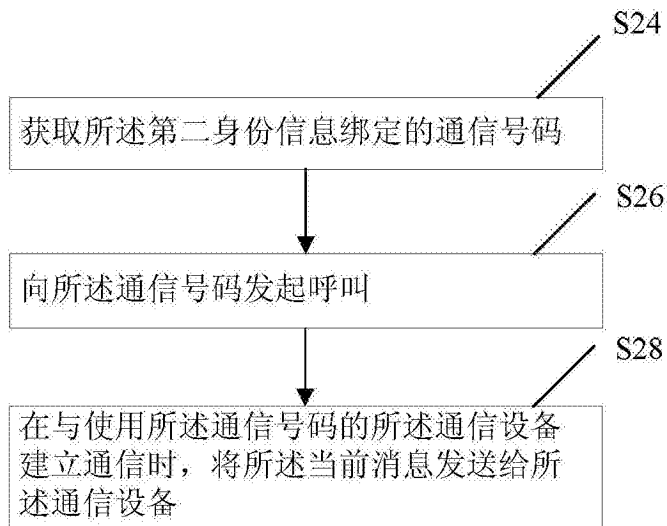 S24
获取所述第二身份信息绑定的通信号码
S26
向所述通信号码发起呼叫
S28
在与使用所述通信号码的所述通信设备
建立通信时，将所述当前消息发送给所
述通信设备